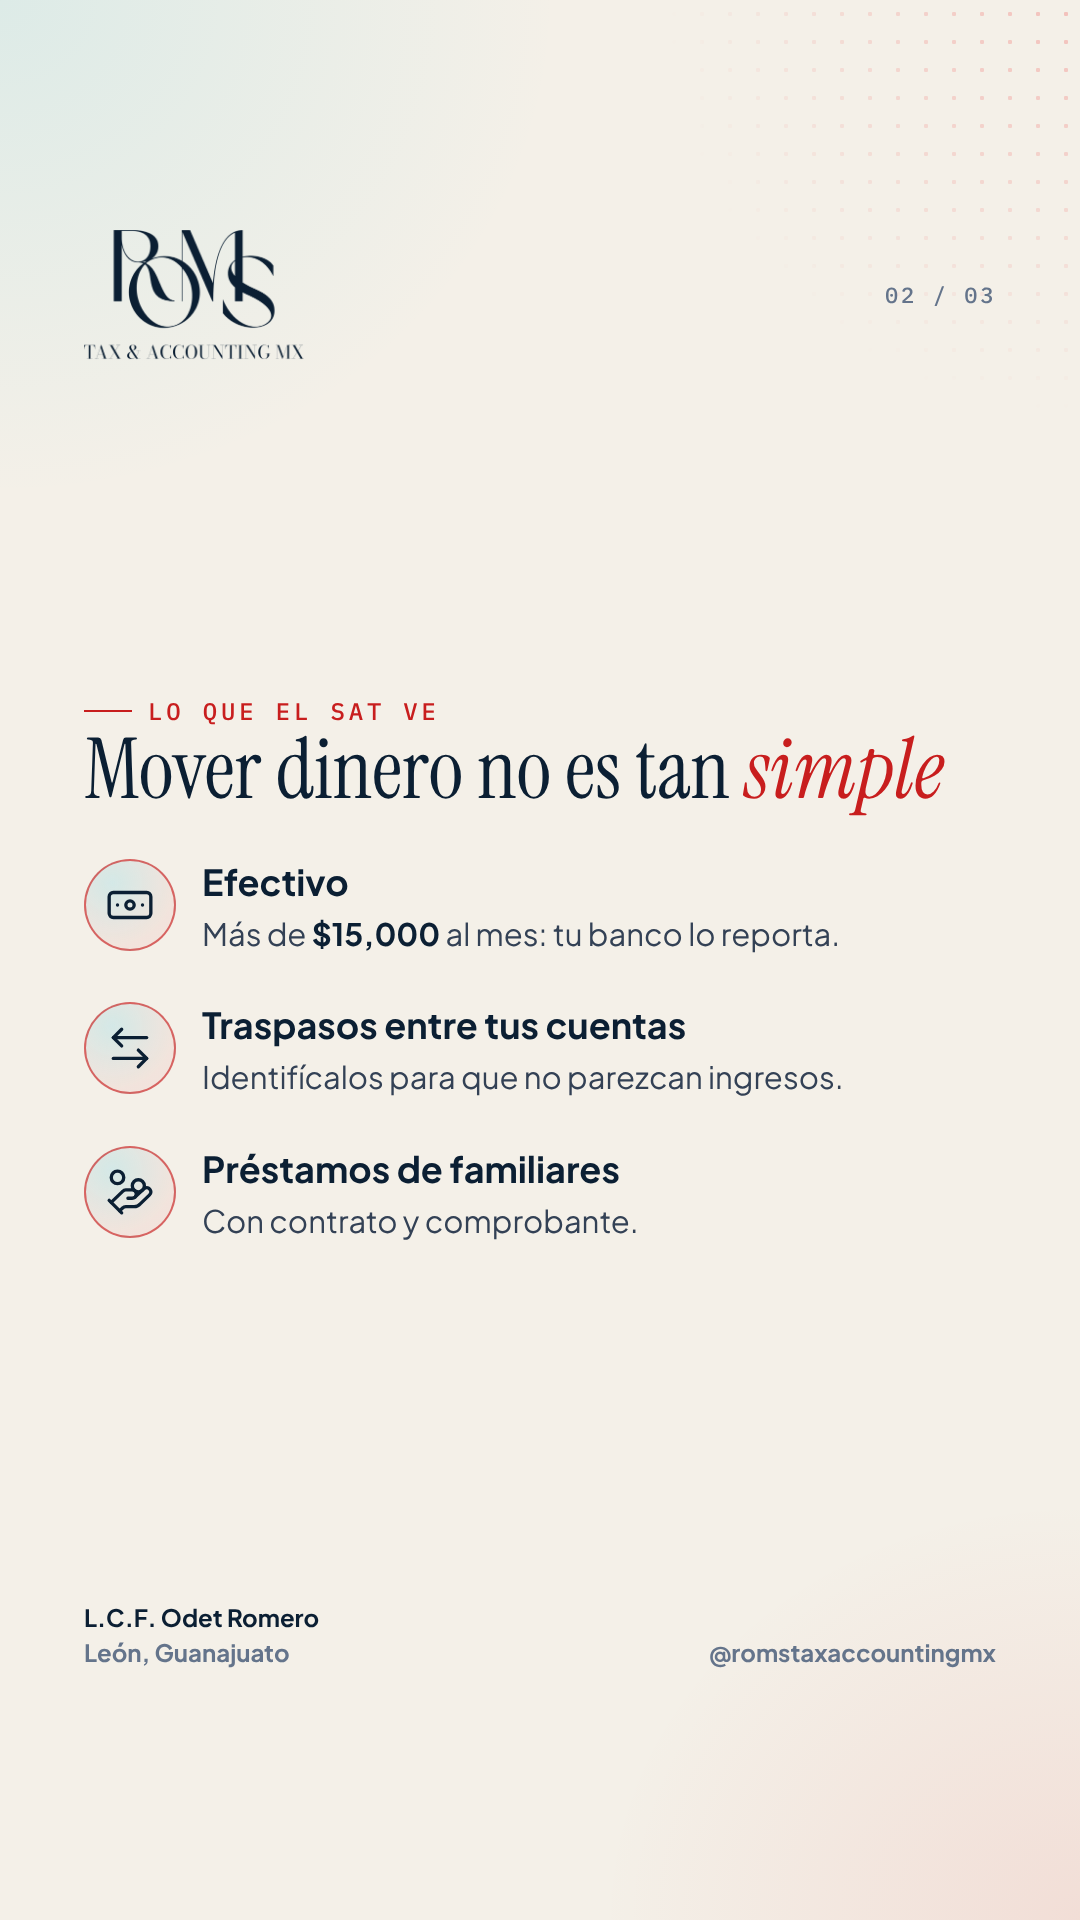 ROMS
TAX & ACCOUNTING MX
02 / 03
LO QUE EL SAT VE
Mover dinero no es tan simple
Efectivo
Más de $15,000 al mes: tu banco lo reporta.
Traspasos entre tus cuentas
Identifícalos para que no parezcan ingresos.
Préstamos de familiares
Con contrato y comprobante.
L.C.F. Odet Romero
León, Guanajuato
@romstaxaccountingmx